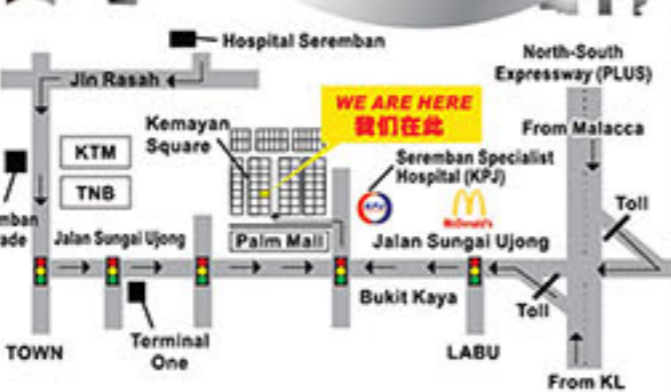 Hospital Seremban
North-South
Expressway (PLUS)
Jln Rasah
WE ARE HERE
我们在此
Kemayan
Square
From Malacca
KTM
TNB
Seremban Specialist
Hospital (KPJ)
KPJ
McDonald's
Toll
Jalan Sungai Ujong
Palm Mall
Jalan Sungai Ujong
Bukit Kaya
Toll
TOWN
Terminal
One
LABU
From KL